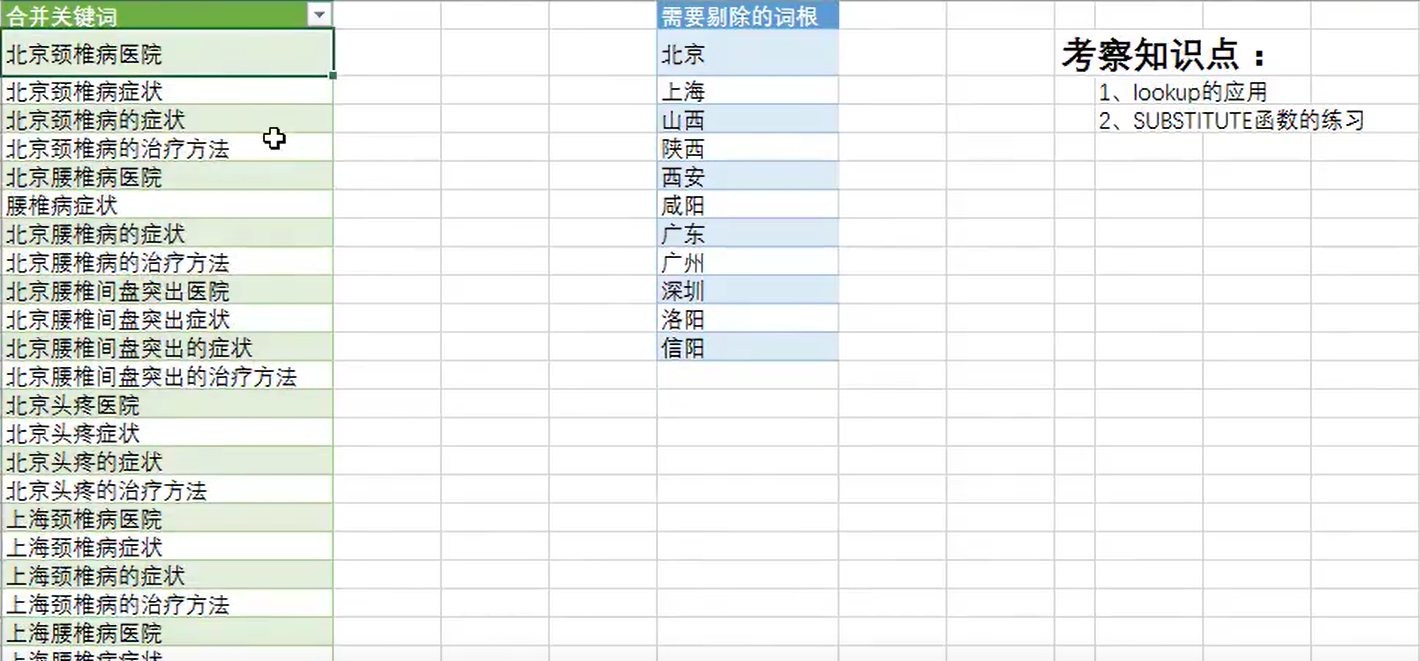 合并关键词
需要剔除的词根
北京颈椎病医院
北京
考察知识点：
北京颈椎病症状
上海
1、lookup的应用
北京颈椎病的症状
山西
2、SUBSTITUTE函数的练习
北京颈椎病的治疗方法
陕西
北京腰椎病医院
西安
腰椎病症状
咸阳
北京腰椎病的症状
广东
北京腰椎病的治疗方法
广州
北京腰椎间盘突出医院
深圳
北京腰椎间盘突出症状
洛阳
北京腰椎间盘突出的症状
信阳
北京腰椎间盘突出的治疗方法
北京头疼医院
北京头疼症状
北京头疼的症状
北京头疼的治疗方法
上海颈椎病医院
上海颈椎病症状
上海颈椎病的症状
上海颈椎病的治疗方法
上海腰椎病医院
上海腰椎病症状